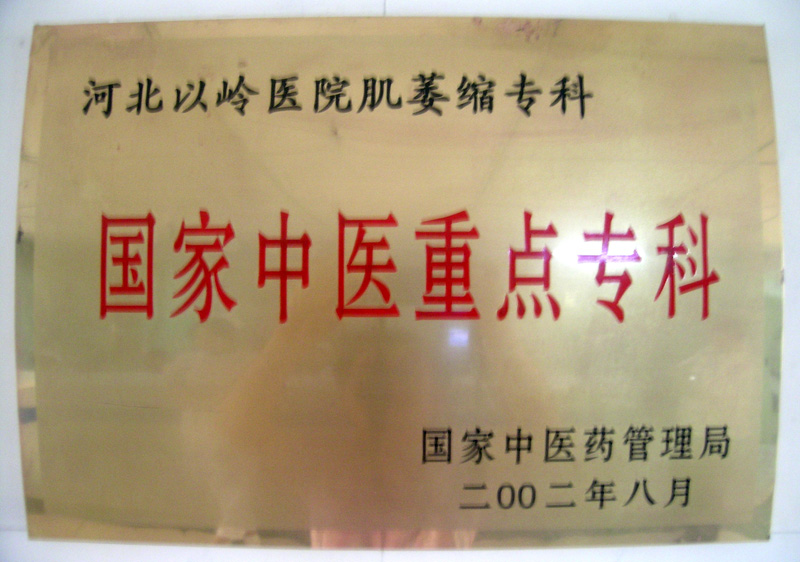 河北以岭医院肌萎缩专科
国家中医重点专科
国家中医药管理局
二00二年八月